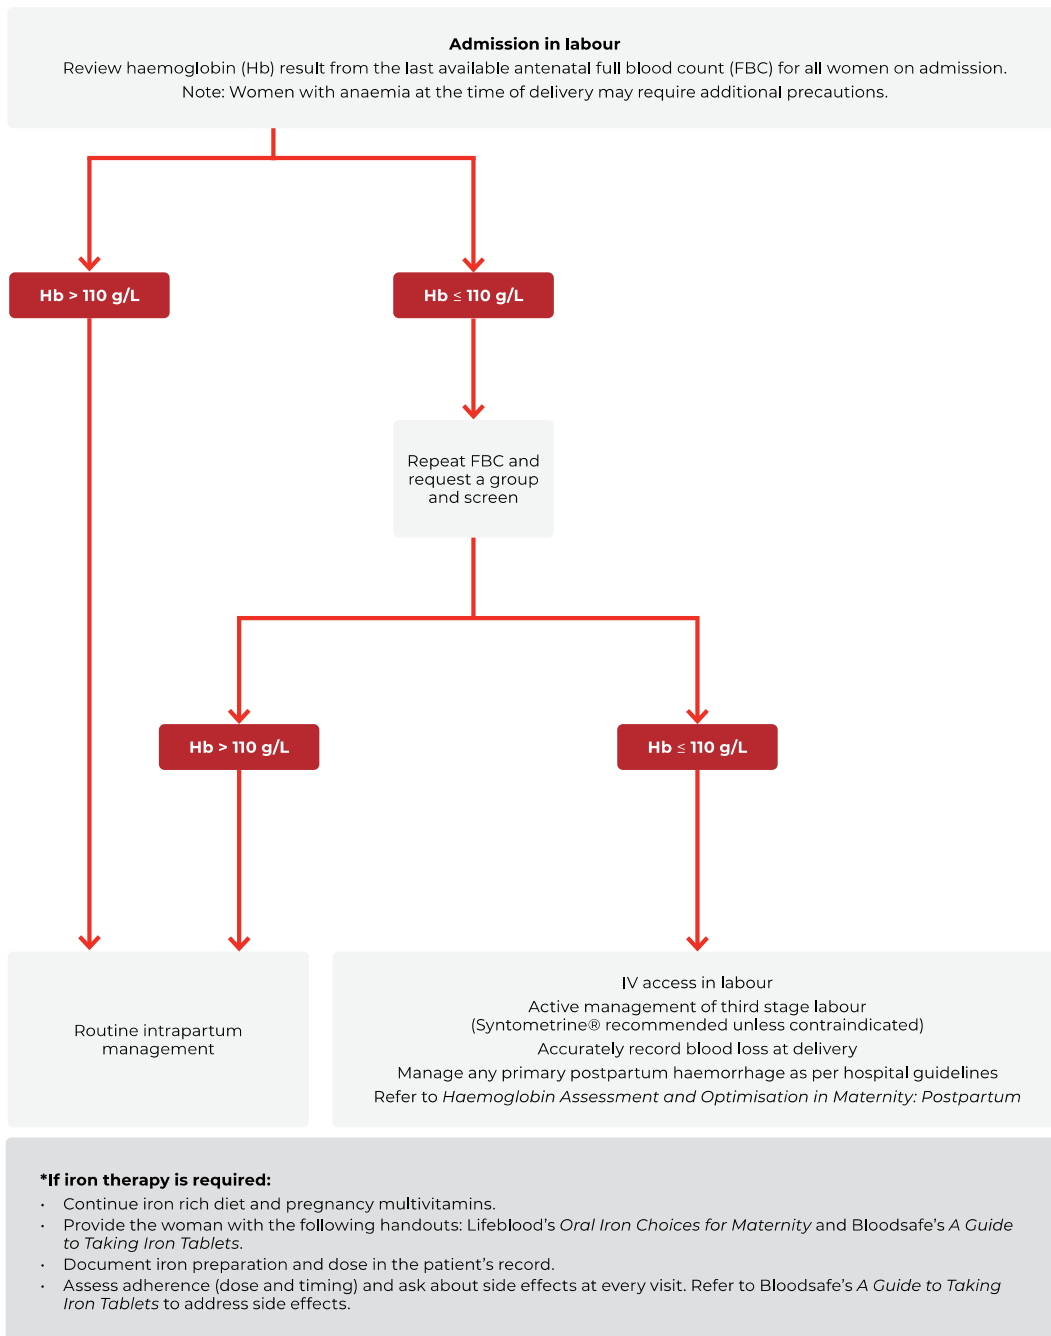 Admission in labour
Review haemoglobin (Hb) result from the last available antenatal full blood count (FBC) for all women on admission.
Note: Women with anaemia at the time of delivery may require additional precautions.
Hb > 110 g/L
Hb ≤ 110 g/L
Repeat FBC and
request a group
and screen
Hb > 110 g/L
Hb ≤ 110 g/L
Routine intrapartum
management
IV access in labour
Active management of third stage labour
(Syntometrine® recommended unless contraindicated)
Accurately record blood loss at delivery
Manage any primary postpartum haemorrhage as per hospital guidelines
Refer to Haemoglobin Assessment and Optimisation in Maternity: Postpartum
*If iron therapy is required:
• Continue iron rich diet and pregnancy multivitamins.
• Provide the woman with the following handouts: Lifeblood's Oral Iron Choices for Maternity and Bloodsafe's A Guide
to Taking Iron Tablets.
• Document iron preparation and dose in the patient's record.
• Assess adherence (dose and timing) and ask about side effects at every visit. Refer to Bloodsafe's A Guide to Taking
Iron Tablets to address side effects.